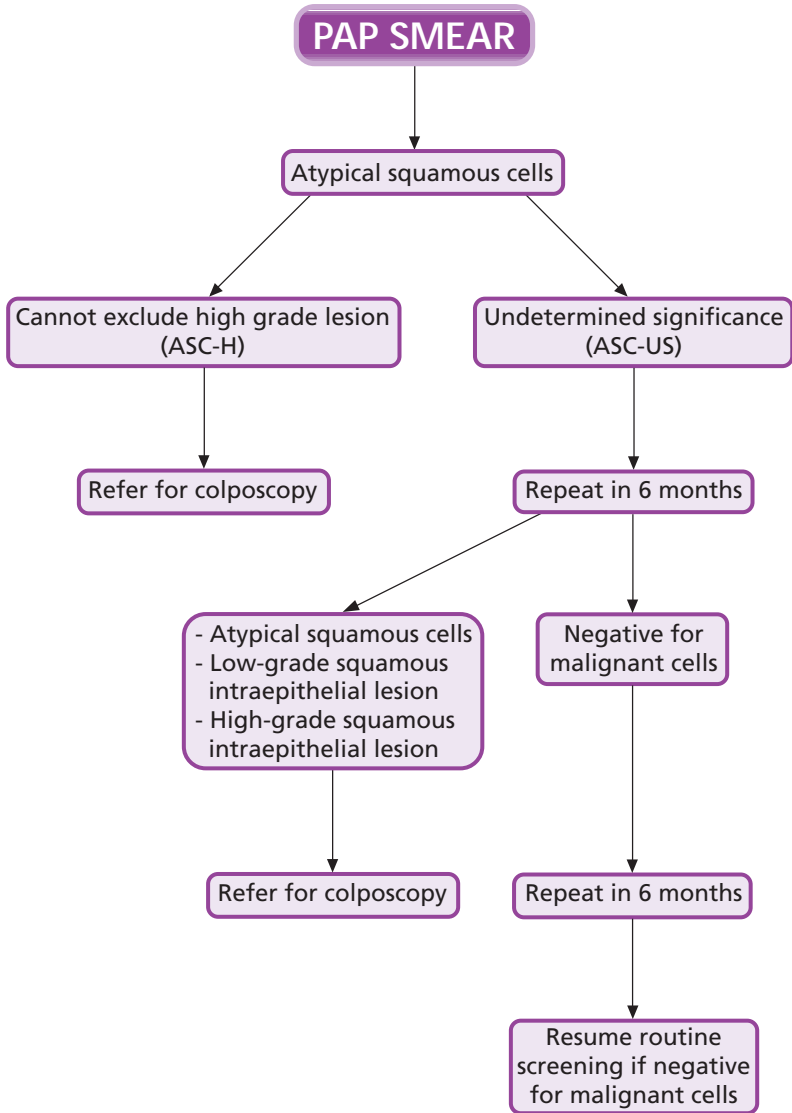 PAP SMEAR
Atypical squamous cells
Cannot exclude high grade lesion
(ASC-H)
Undetermined significance
(ASC-US)
Refer for colposcopy
Repeat in 6 months
- Atypical squamous cells
- Low-grade squamous
intraepithelial lesion
- High-grade squamous
intraepithelial lesion
Negative for
malignant cells
Refer for colposcopy
Repeat in 6 months
Resume routine
screening if negative
for malignant cells